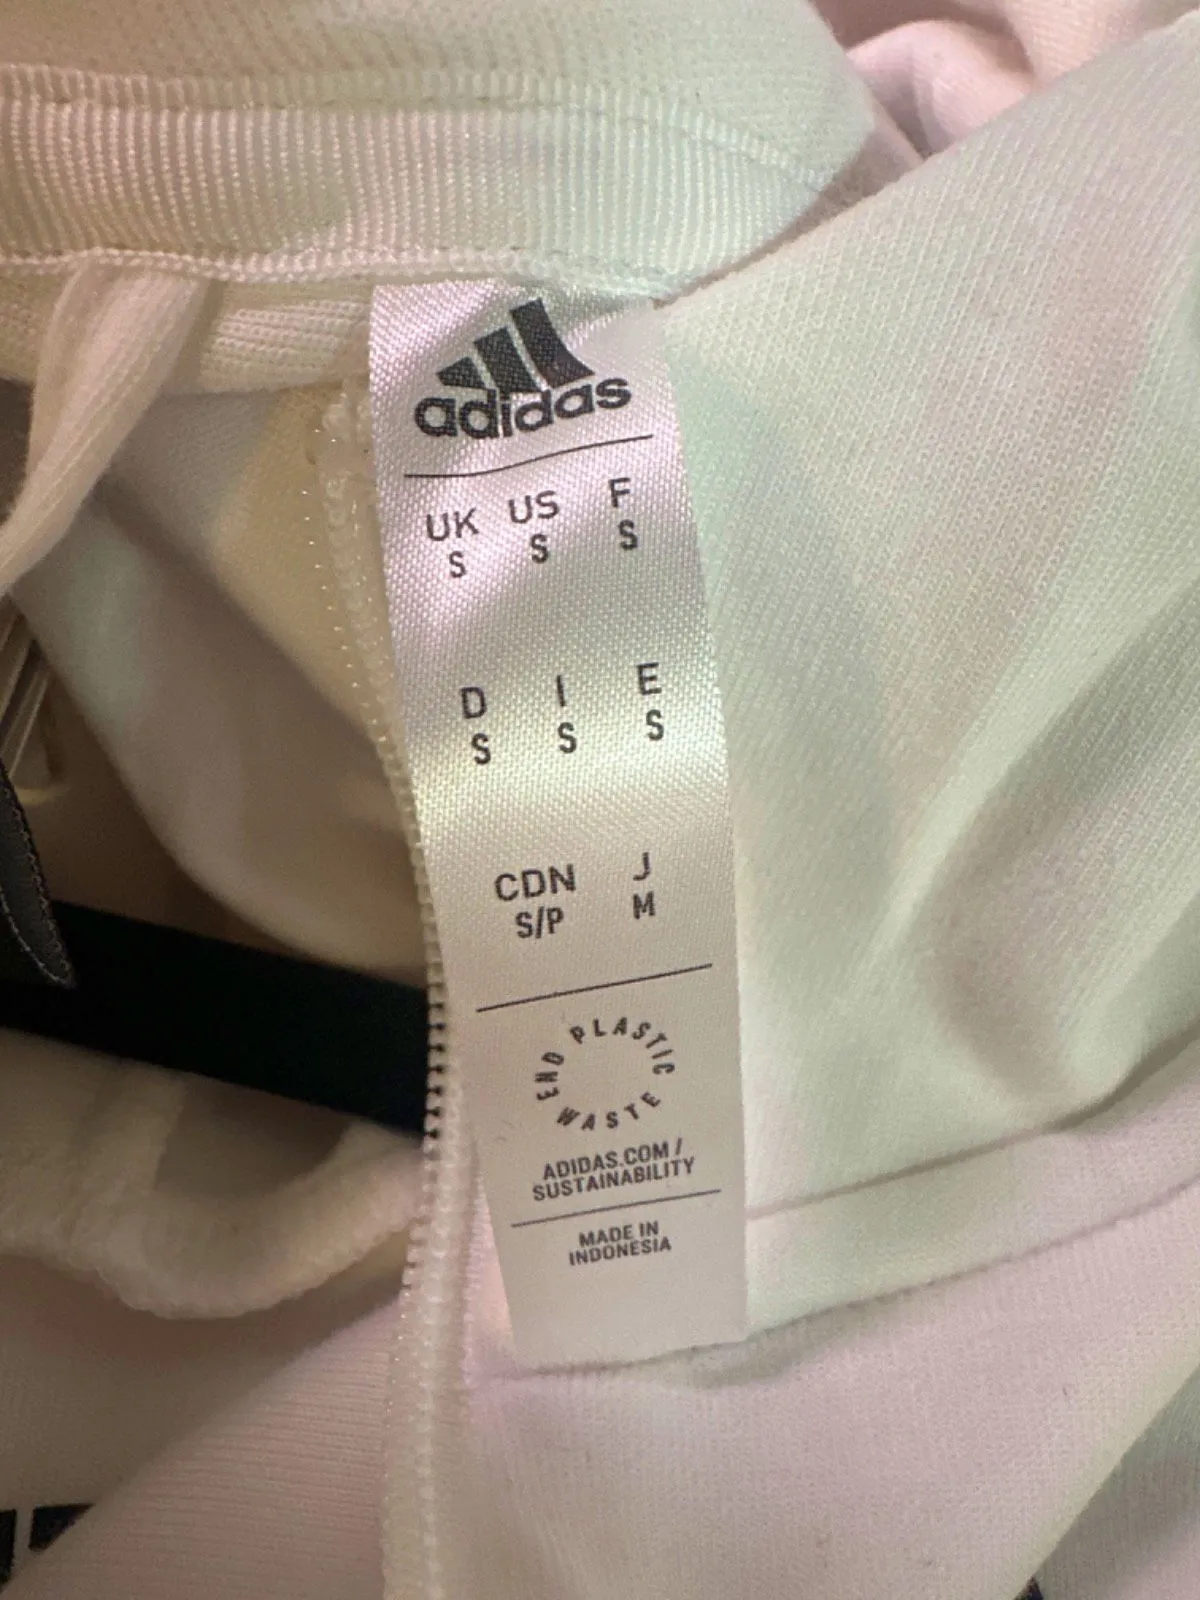 adidas
UK US F
S S S
D I E
S S S
CDN J
S/P M
END PLASTIC WASTE
ADIDAS.COM /
SUSTAINABILITY
MADE IN
INDONESIA